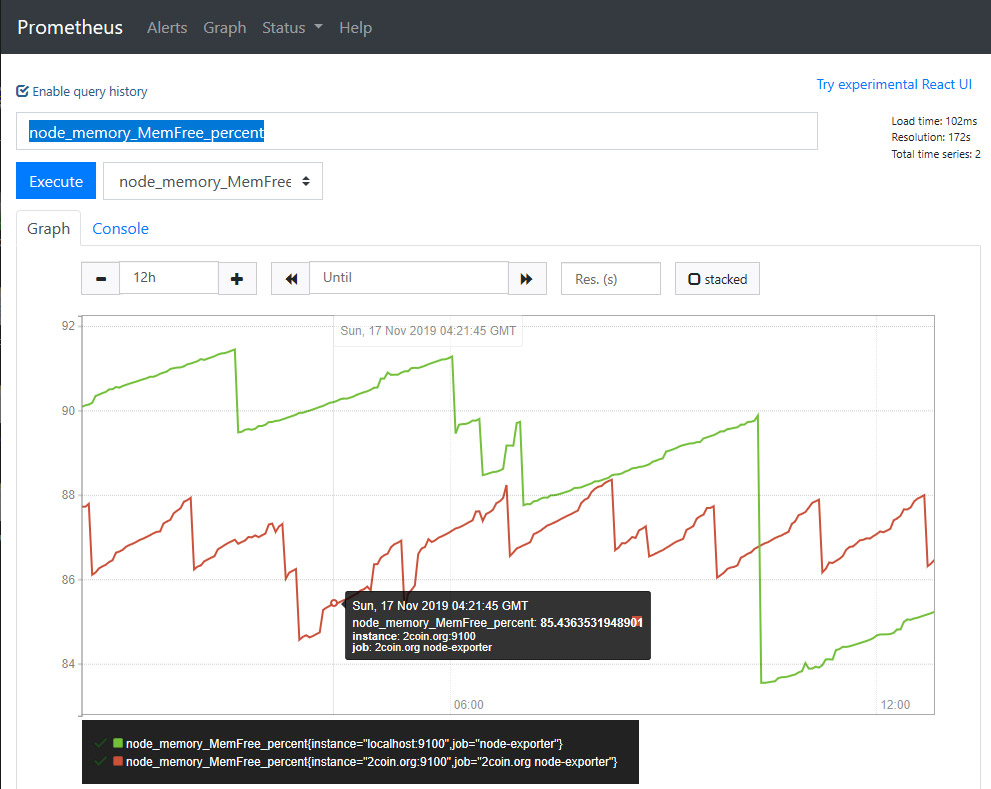 Prometheus Alerts Graph Status Help
Enable query history
Try experimental React UI
node_memory_MemFree_percent
Load time: 102ms
Resolution: 172s
Total time series: 2
Execute node_memory_MemFree
Graph Console
12h Until Res. (s) stacked
Sun, 17 Nov 2019 04:21:45 GMT
92
90
88
86
84
Sun, 17 Nov 2019 04:21:45 GMT
node_memory_MemFree_percent: 85.4363531948901
instance: 2coin.org:9100
job: 2coin.org node-exporter
06:00 12:00
node_memory_MemFree_percent{instance="localhost:9100",job="node-exporter"}
node_memory_MemFree_percent{instance="2coin.org:9100",job="2coin.org node-exporter"}